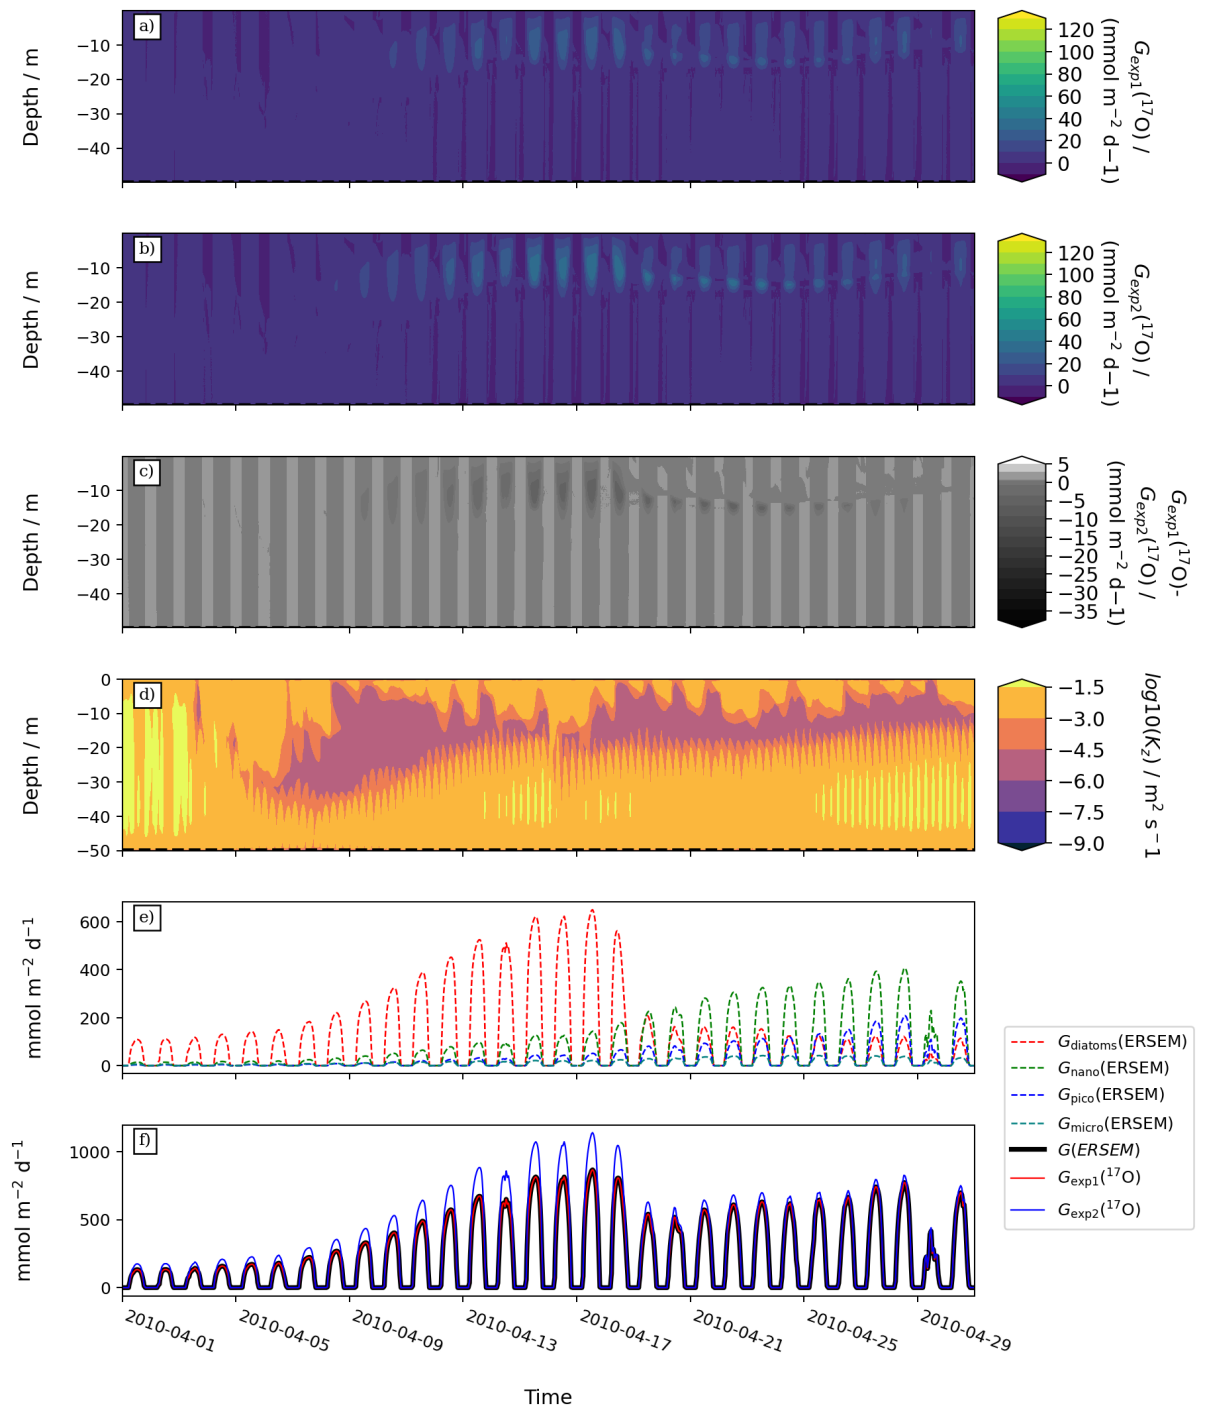 a)
−10
−20
−30
−40
Depth / m
120
100
80
60
40
20
0
G_exp1(¹⁷O) /
(mmol m⁻² d−1)
b)
−10
−20
−30
−40
Depth / m
120
100
80
60
40
20
0
G_exp2(¹⁷O) /
(mmol m⁻² d−1)
c)
−10
−20
−30
−40
Depth / m
5
0
−5
−10
−15
−20
−25
−30
−35
G_exp1(¹⁷O)-
G_exp2(¹⁷O) /
(mmol m⁻² d−1)
d)
0
−10
−20
−30
−40
−50
Depth / m
−1.5
−3.0
−4.5
−6.0
−7.5
−9.0
log10(K_Z) / m² s⁻1
e)
600
400
200
0
mmol m⁻² d⁻¹
G_diatoms(ERSEM)
G_nano(ERSEM)
G_pico(ERSEM)
G_micro(ERSEM)
G(ERSEM)
G_exp1(¹⁷O)
G_exp2(¹⁷O)
f)
1000
500
0
mmol m⁻² d⁻¹
2010-04-01
2010-04-05
2010-04-09
2010-04-13
2010-04-17
2010-04-21
2010-04-25
2010-04-29
Time